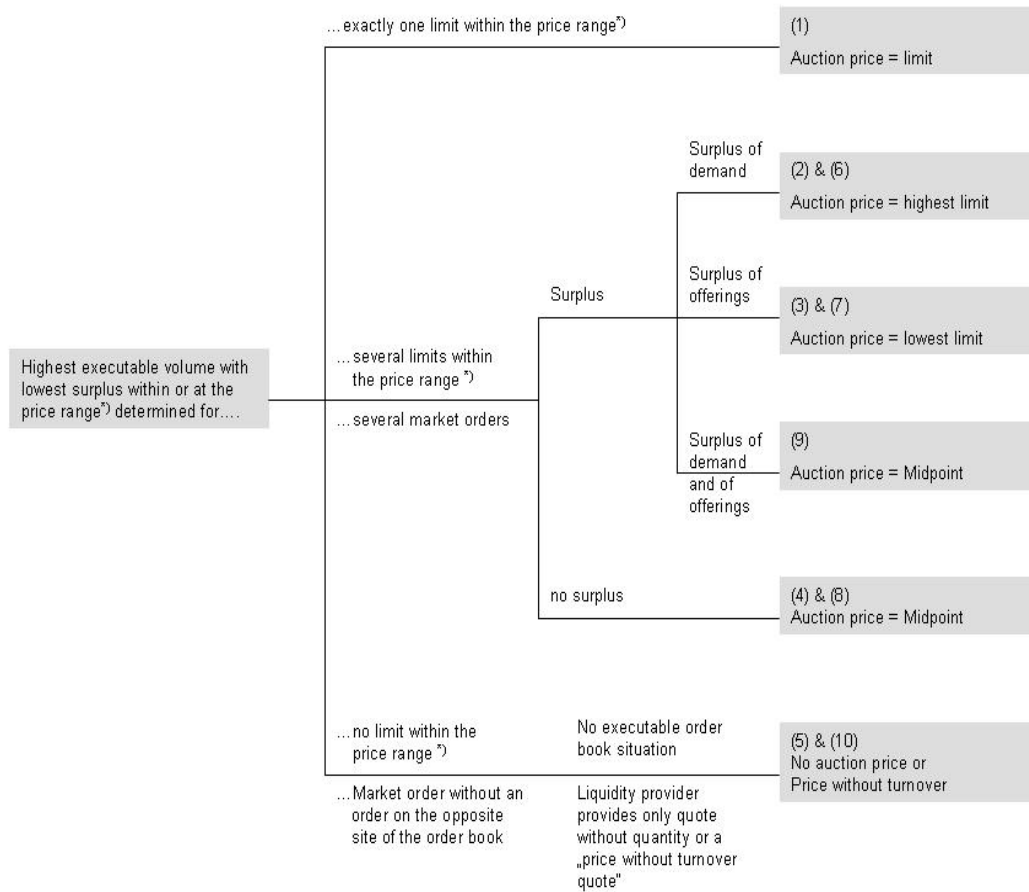 ...exactly one limit within the price range*)
(1)
Auction price = limit
Surplus of
demand
(2) & (6)
Auction price = highest limit
Surplus of
offerings
Surplus
(3) & (7)
Auction price = lowest limit
Highest executable volume with
lowest surplus within or at the
price range*) determined for....
...several limits within
the price range *)
...several market orders
Surplus of
demand
and of
offerings
(9)
Auction price = Midpoint
no surplus
(4) & (8)
Auction price = Midpoint
...no limit within the
price range *)
No executable order
book situation
...Market order without an
order on the opposite
site of the order book
Liquidity provider
provides only quote
without quantity or a
„price without turnover
quote"
(5) & (10)
No auction price or
Price without turnover